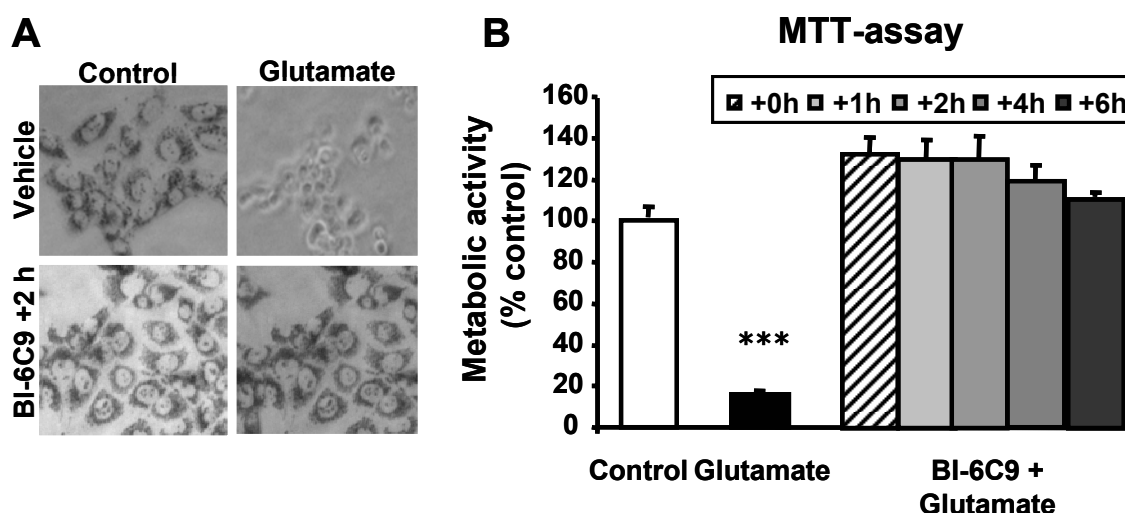 A
Control Glutamate
Vehicle
BI-6C9 +2 h
B
MTT-assay
+0h +1h +2h +4h +6h
Metabolic activity
(% control)
160
140
120
100
80
60
40
20
0
***
Control Glutamate BI-6C9 +
Glutamate